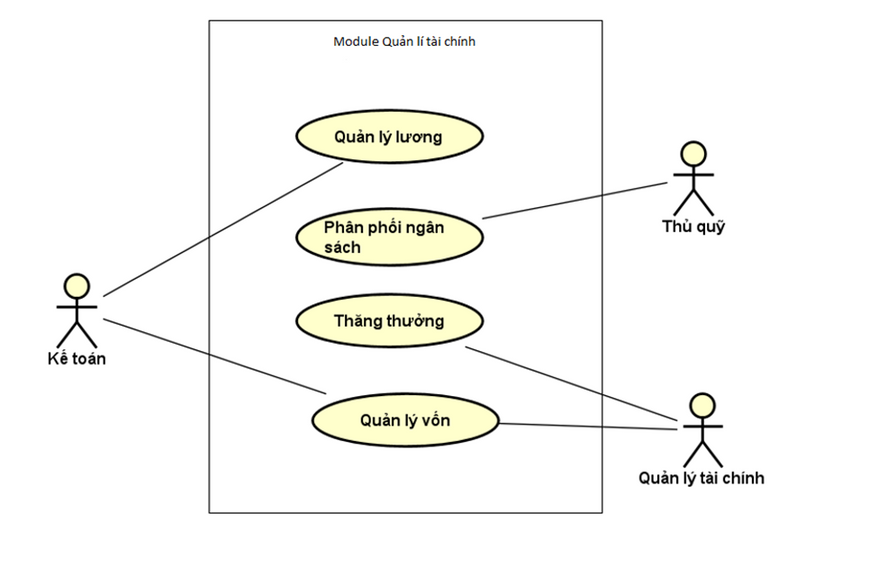 Module Quản lí tài chính
Quản lý lương
Phân phối ngân
sách
Thủ quỹ
Thăng thưởng
Kế toán
Quản lý vốn
Quản lý tài chính